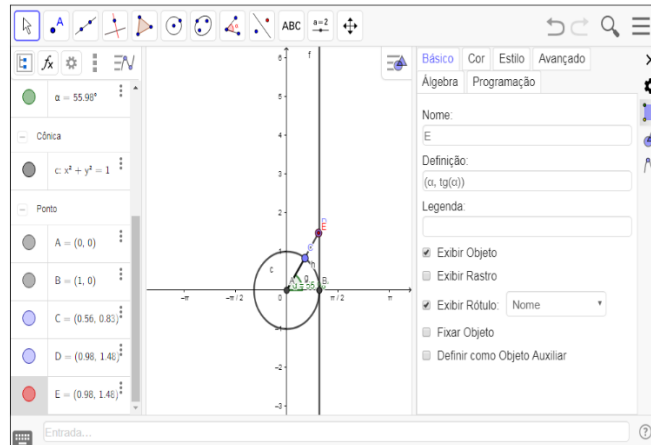 ABC a=2
Básico Cor Estilo Avançado
Álgebra Programação
Nome:
E
Definição:
(α, tg(α))
Legenda:
Exibir Objeto
Exibir Rastro
Exibir Rótulo: Nome
Fixar Objeto
Definir como Objeto Auxiliar
α = 55.98°
Cônica
c: x² + y² = 1
Ponto
A = (0, 0)
B = (1, 0)
C = (0.56, 0.83)
D = (0.98, 1.48)
E = (0.98, 1.48)
6
f
5
4
3
2
E
c
B
-π -π / 2 0 π / 2 π
-1
-2
-3
Entrada...